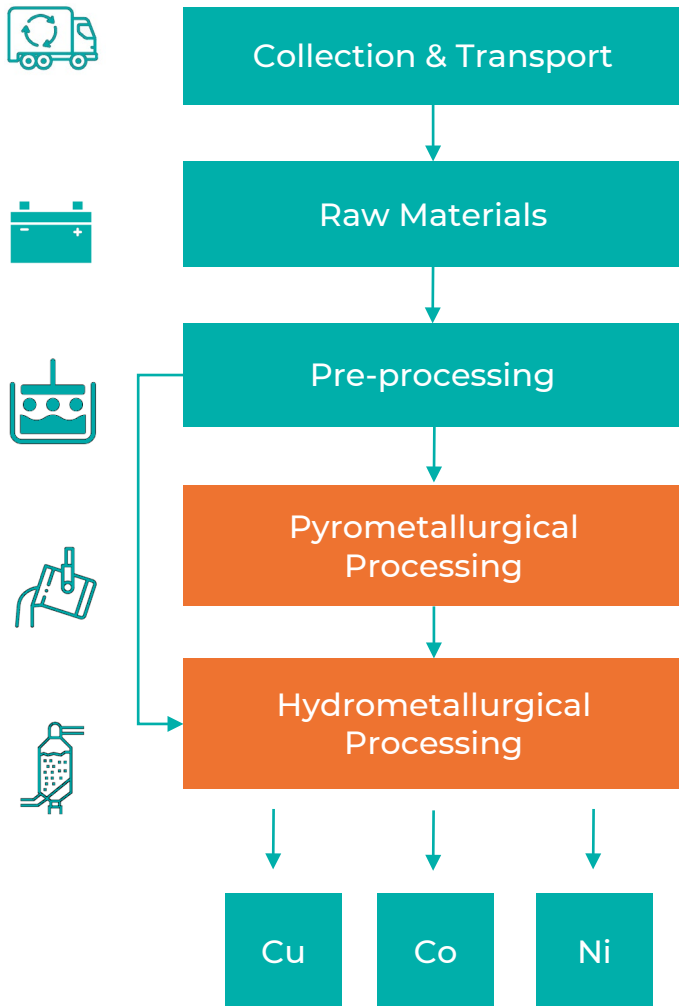 Collection & Transport
Raw Materials
Pre-processing
Pyrometallurgical
Processing
Hydrometallurgical
Processing
Cu
Co
Ni